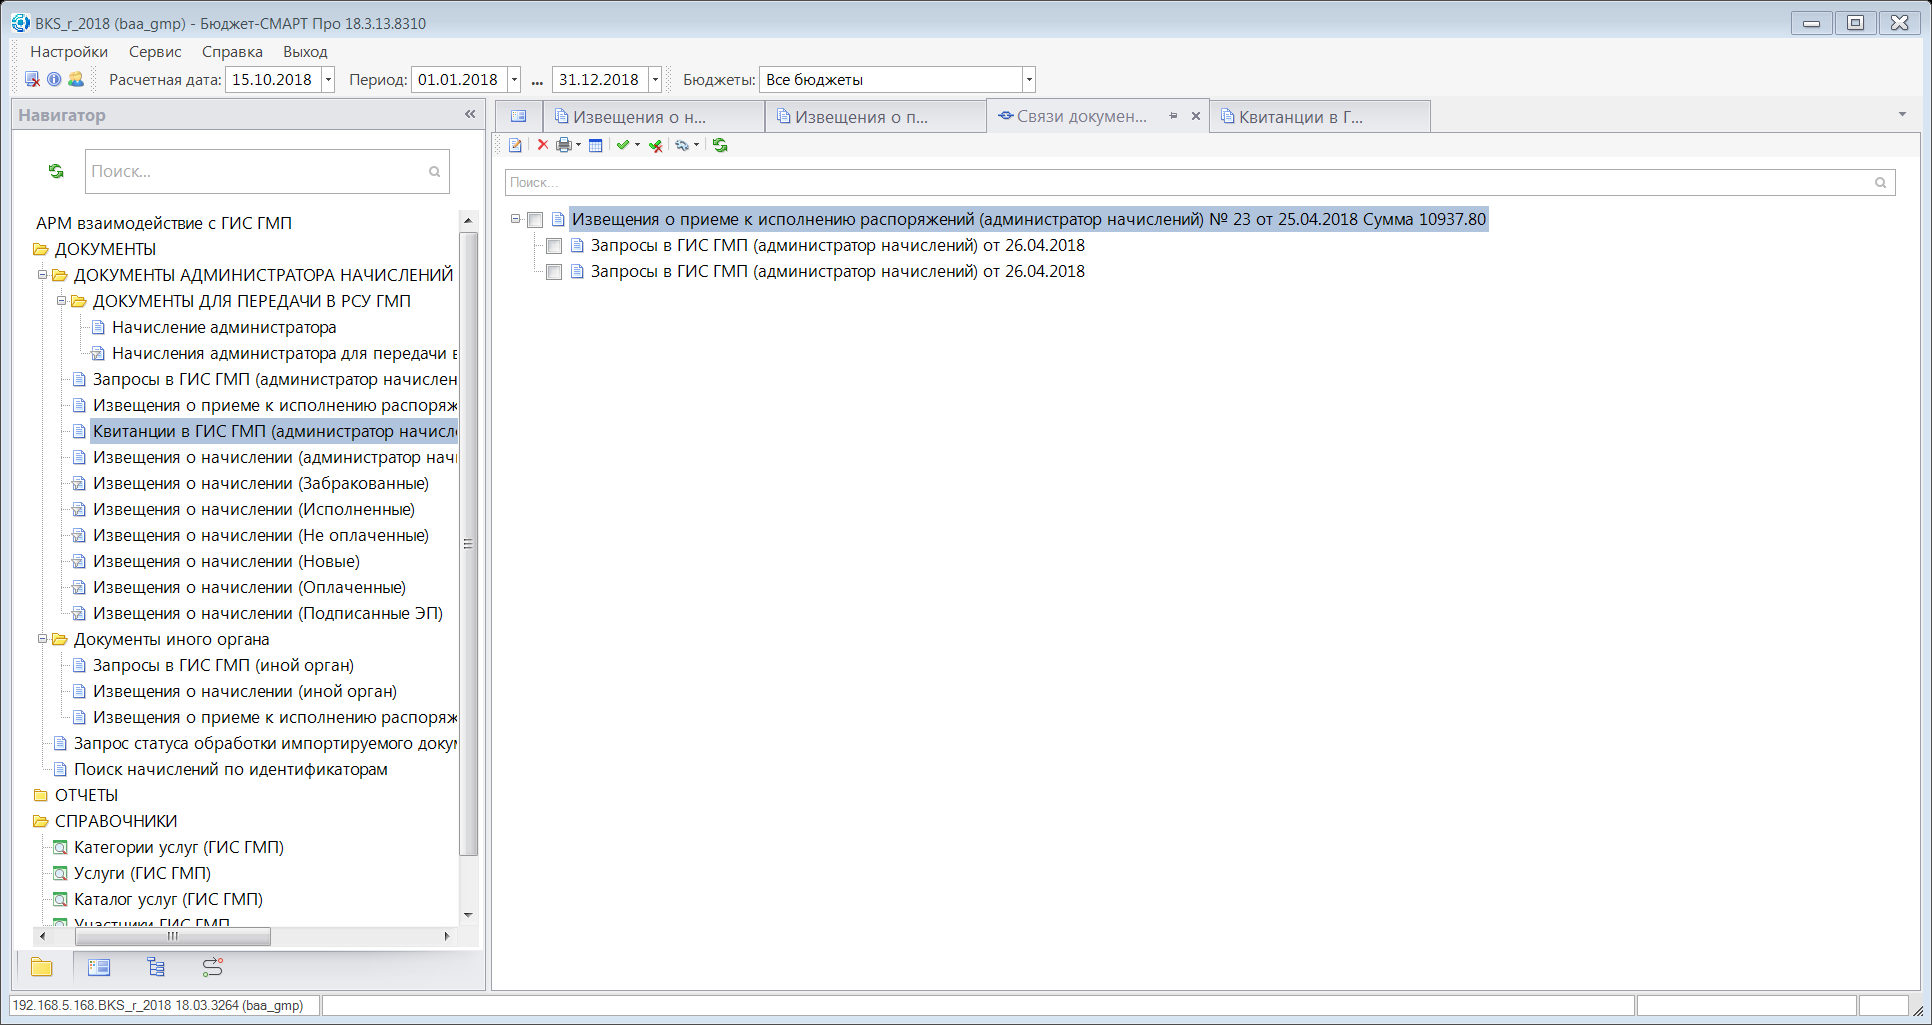 BKS_r_2018 (baa_gmp) - Бюджет-СМАРТ Про 18.3.13.8310
Настройки Сервис Справка Выход
Расчетная дата: 15.10.2018 Период: 01.01.2018 ... 31.12.2018 Бюджеты: Все бюджеты
Навигатор
Извещения о н... Извещения о п... Связи докумен... Квитанции в Г...
Поиск...
Поиск...
АРМ взаимодействие с ГИС ГМП
ДОКУМЕНТЫ
ДОКУМЕНТЫ АДМИНИСТРАТОРА НАЧИСЛЕНИЙ
ДОКУМЕНТЫ ДЛЯ ПЕРЕДАЧИ В РСУ ГМП
Начисление администратора
Начисления администратора для передачи в
Запросы в ГИС ГМП (администратор начислен
Извещения о приеме к исполнению распоряж
Квитанции в ГИС ГМП (администратор начисл
Извещения о начислении (администратор нач
Извещения о начислении (Забракованные)
Извещения о начислении (Исполненные)
Извещения о начислении (Не оплаченные)
Извещения о начислении (Новые)
Извещения о начислении (Оплаченные)
Извещения о начислении (Подписанные ЭП)
Документы иного органа
Запросы в ГИС ГМП (иной орган)
Извещения о начислении (иной орган)
Извещения о приеме к исполнению распоряж
Запрос статуса обработки импортируемого доку
Поиск начислений по идентификаторам
ОТЧЕТЫ
СПРАВОЧНИКИ
Категории услуг (ГИС ГМП)
Услуги (ГИС ГМП)
Каталог услуг (ГИС ГМП)
Участники ГИС ГМП
Извещения о приеме к исполнению распоряжений (администратор начислений) № 23 от 25.04.2018 Сумма 10937.80
Запросы в ГИС ГМП (администратор начислений) от 26.04.2018
Запросы в ГИС ГМП (администратор начислений) от 26.04.2018
192.168.5.168.BKS_r_2018 18.03.3264 (baa_gmp)